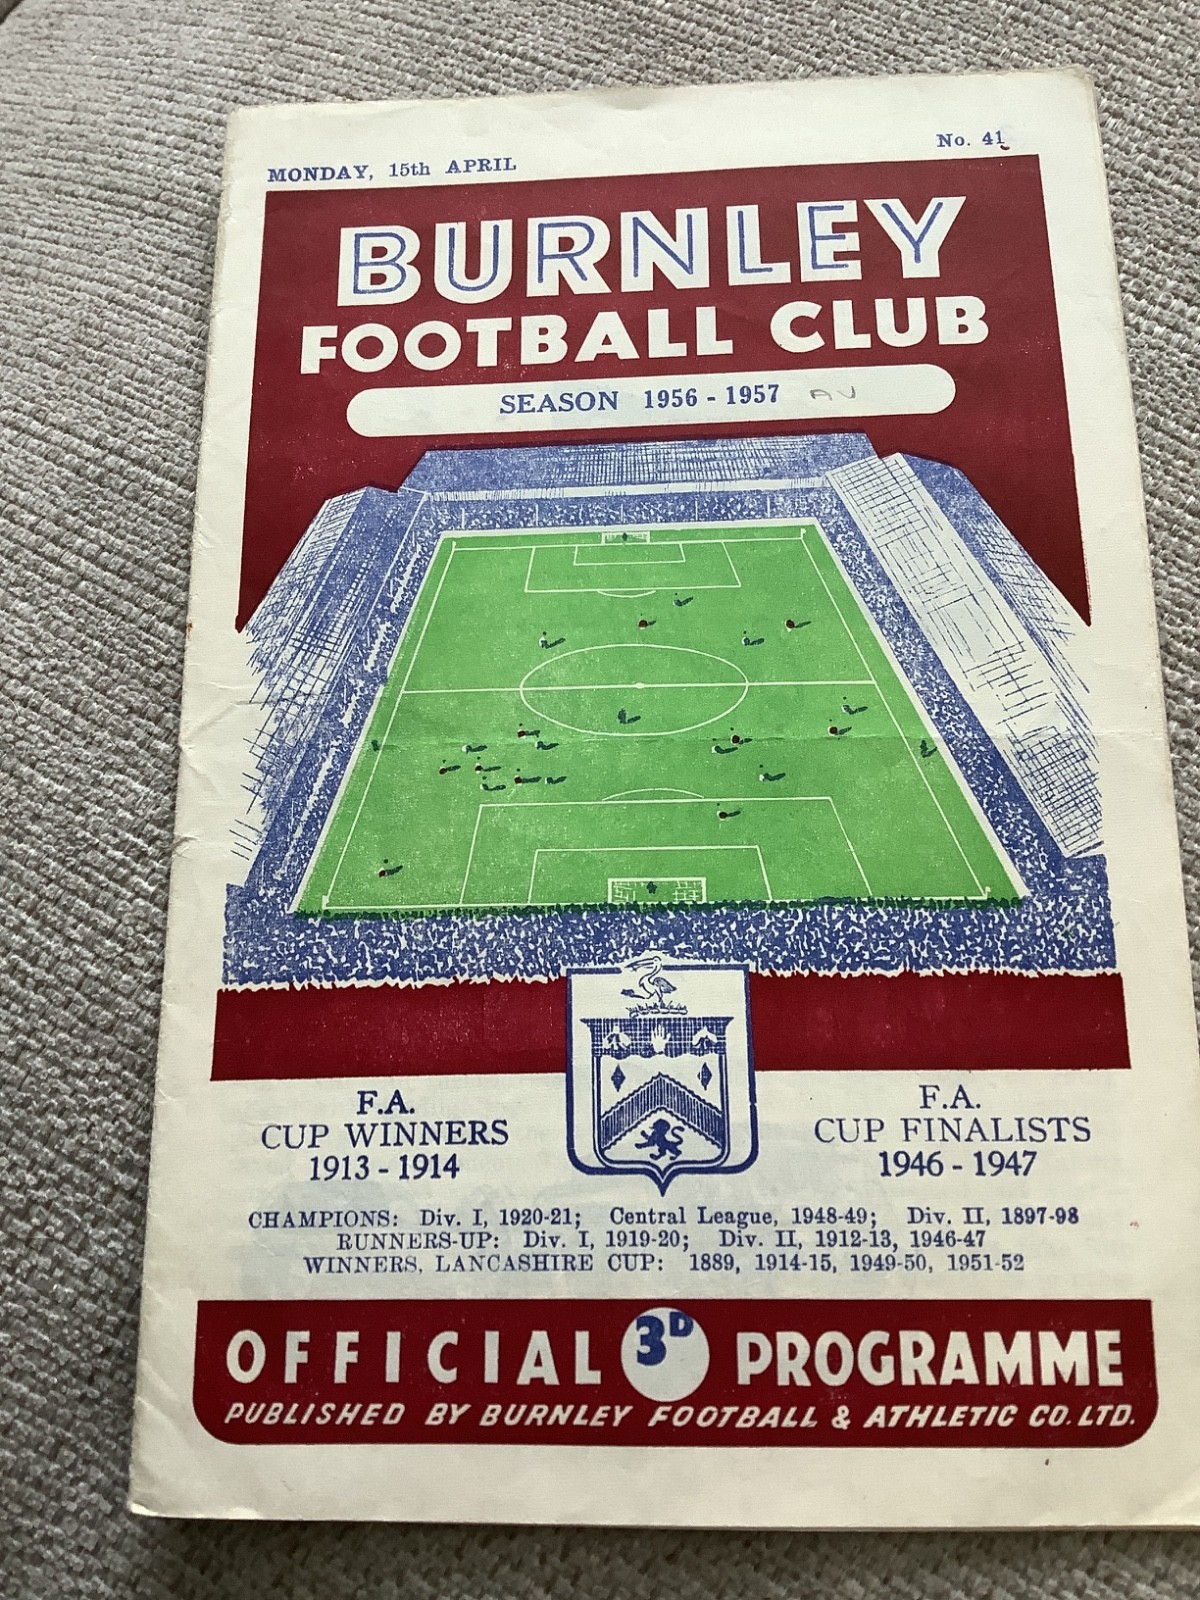 MONDAY, 15th APRIL
No. 41
BURNLEY
FOOTBALL CLUB
SEASON 1956 - 1957 AV
F.A.
CUP WINNERS
1913 - 1914
F.A.
CUP FINALISTS
1946 - 1947
CHAMPIONS: Div. I, 1920-21; Central League, 1948-49; Div. II, 1897-98
RUNNERS-UP: Div. I, 1919-20; Div. II, 1912-13, 1946-47
WINNERS, LANCASHIRE CUP: 1889, 1914-15, 1949-50, 1951-52
OFFICIAL 3D PROGRAMME
PUBLISHED BY BURNLEY FOOTBALL & ATHLETIC CO. LTD.